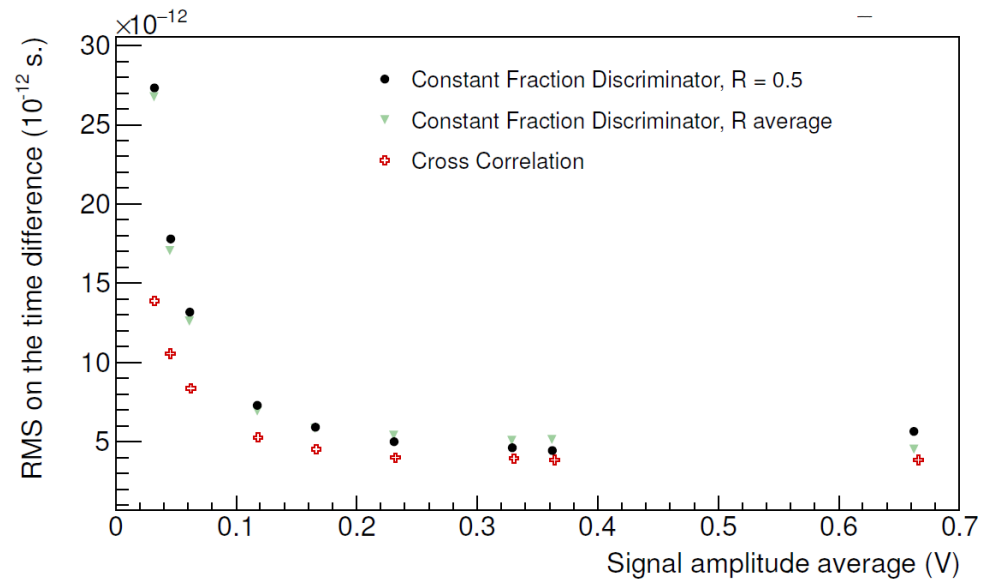 ×10⁻¹²
RMS on the time difference (10⁻¹² s.)
30
25
20
15
10
5
Constant Fraction Discriminator, R = 0.5
Constant Fraction Discriminator, R average
Cross Correlation
0 0.1 0.2 0.3 0.4 0.5 0.6 0.7
Signal amplitude average (V)